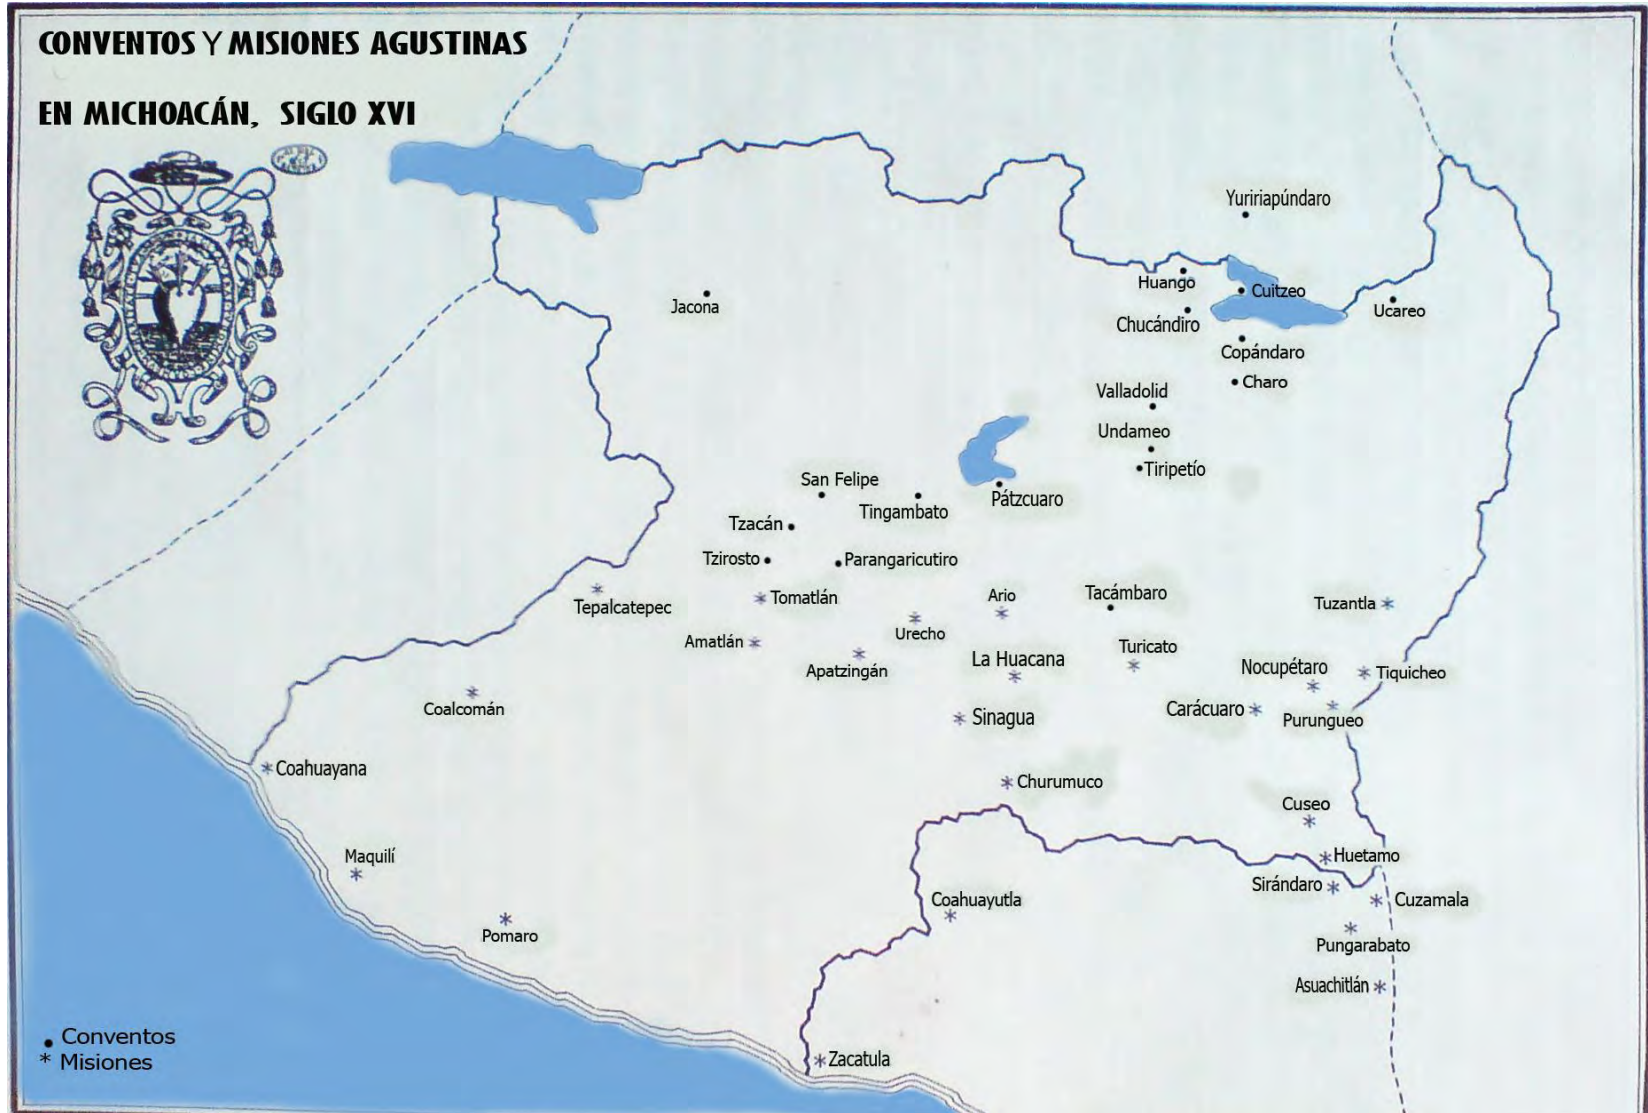 CONVENTOS Y MISIONES AGUSTINAS
EN MICHOACÁN, SIGLO XVI
Yuririapúndaro
Huango
Cuitzeo
Jacona
Ucareo
Chucándiro
Copándaro
Charo
Valladolid
Undameo
Tiripetío
San Felipe
Pátzcuaro
Tingambato
Tzacán
Tzirosto
Parangaricutiro
Tepalcatepec
Tomatlán
Ario
Tacámbaro
Tuzantla
Urecho
Amatlán
Turicato
La Huacana
Apatzingán
Nocupétaro
Tiquicheo
Coalcomán
Sinagua
Carácuaro
Purungueo
Coahuayana
Churumuco
Cuseo
Maquilí
Huetamo
Sirándaro
Coahuayutla
Cuzamala
Pomaro
Pungarabato
Asuachitlán
Conventos
Misiones
Zacatula